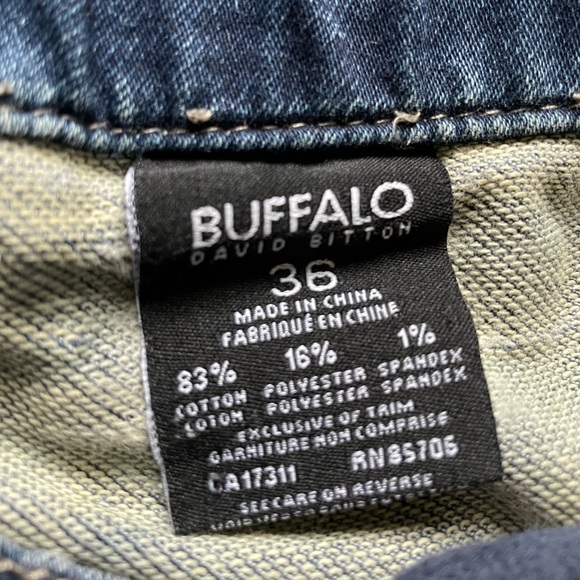 BUFFALO
DAVID BITTON
36
MADE IN CHINA
FABRIQUÉ EN CHINE
83% 16% 1%
COTTON POLYESTER SPANDEX
COTON POLYESTER SPANDEX
EXCLUSIVE OF TRIM
GARNITURE NON COMPRISE
CA17311 RN85706
SEE CARE ON REVERSE